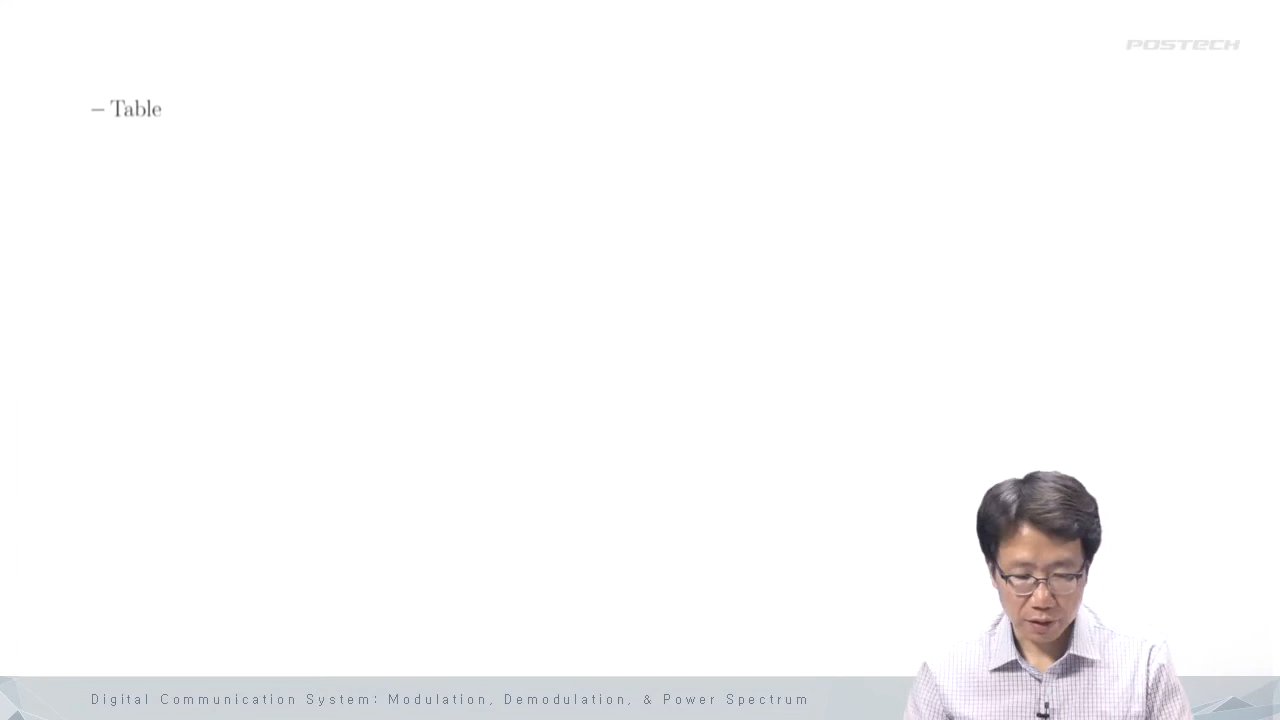 POSTECH
– Table
Digital Communication System: Modulation, Demodulation, & Power Spectrum